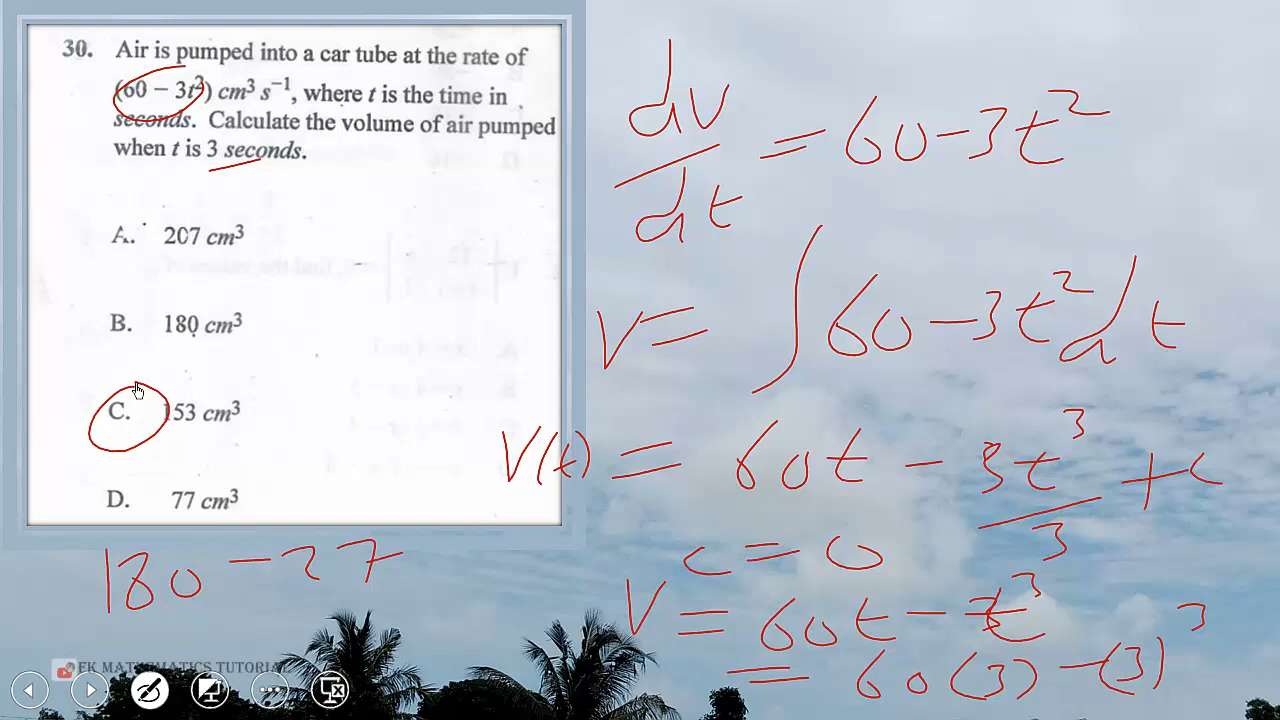 30. Air is pumped into a car tube at the rate of
(60 − 3t²) cm³ s⁻¹, where t is the time in
seconds. Calculate the volume of air pumped
when t is 3 seconds.
A. 207 cm³
B. 180 cm³
C. 153 cm³
D. 77 cm³
180 − 27
dv/dt = 60 − 3t²
V = ∫ 60 − 3t² dt
V(t) = 60t − 3t³/3 + c
c = 0
V = 60t − t³
= 60(3) − (3)³
EK MATHEMATICS TUTORIAL